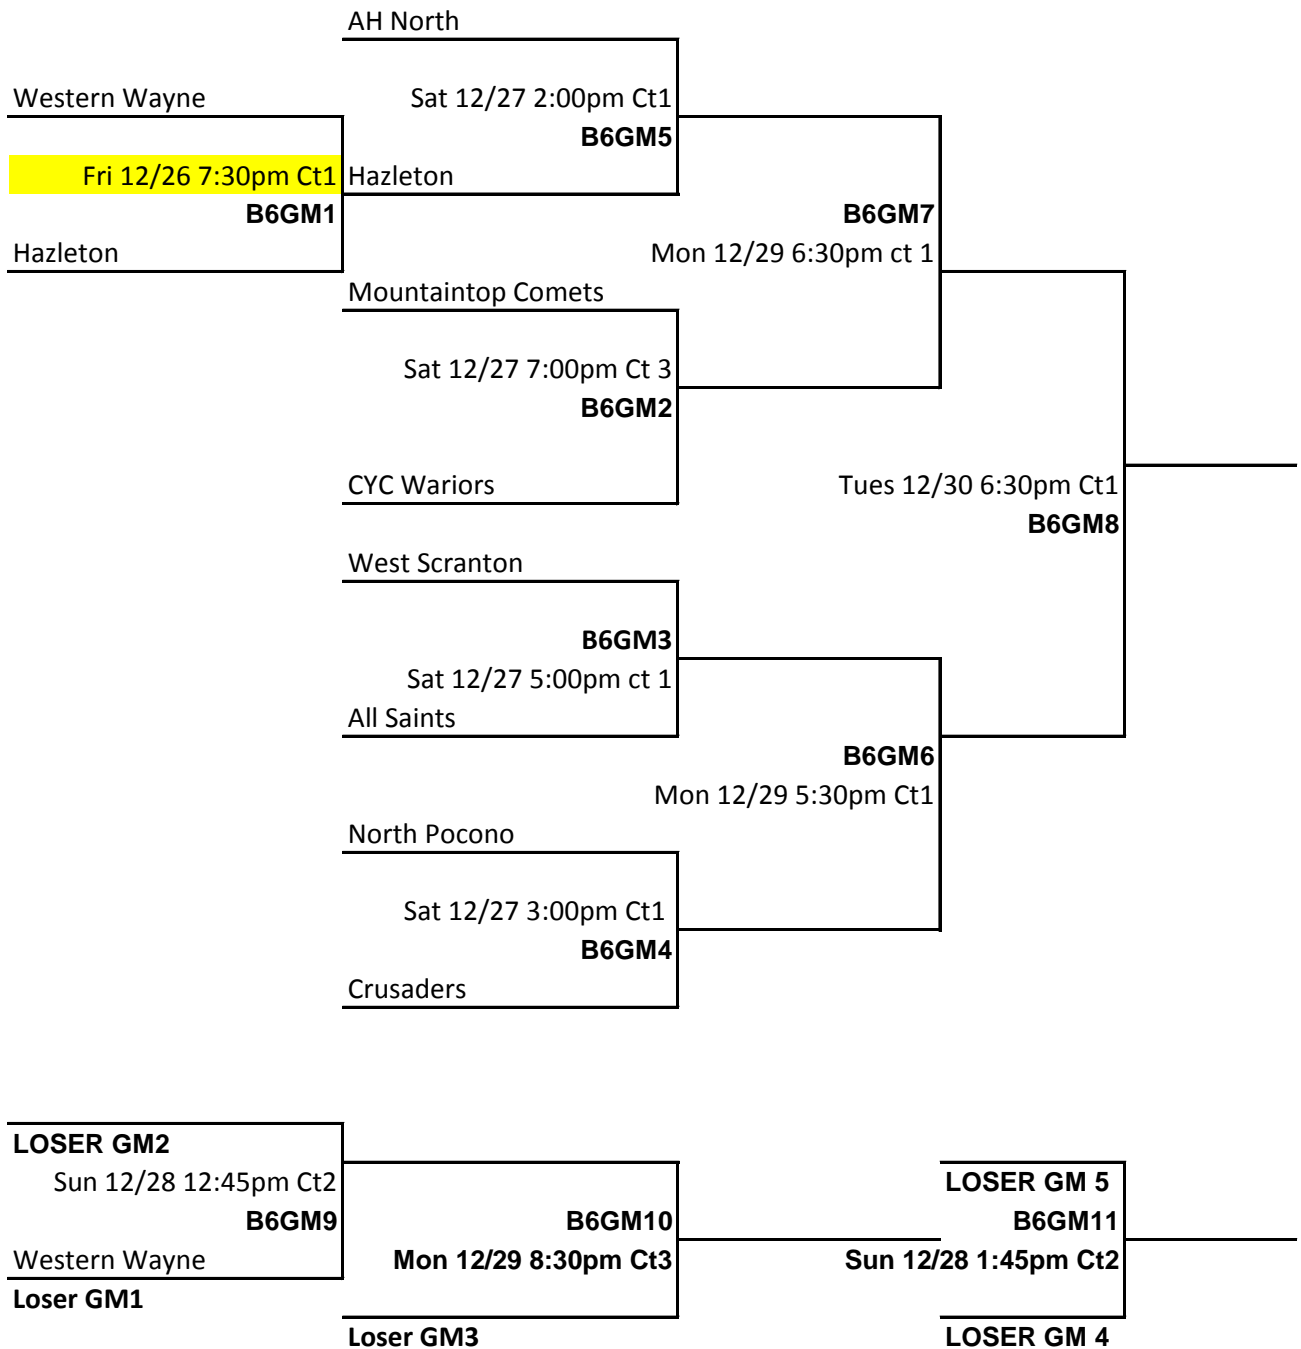 AH North
Western Wayne
Sat 12/27 2:00pm Ct1
B6GM5
Fri 12/26 7:30pm Ct1
Hazleton
B6GM1
B6GM7
Hazleton
Mon 12/29 6:30pm ct 1
Mountaintop Comets
Sat 12/27 7:00pm Ct 3
B6GM2
CYC Wariors
Tues 12/30 6:30pm Ct1
B6GM8
West Scranton
B6GM3
Sat 12/27 5:00pm ct 1
All Saints
B6GM6
Mon 12/29 5:30pm Ct1
North Pocono
Sat 12/27 3:00pm Ct1
B6GM4
Crusaders
LOSER GM2
Sun 12/28 12:45pm Ct2
LOSER GM 5
B6GM9
B6GM10
B6GM11
Western Wayne
Mon 12/29 8:30pm Ct3
Sun 12/28 1:45pm Ct2
Loser GM1
Loser GM3
LOSER GM 4